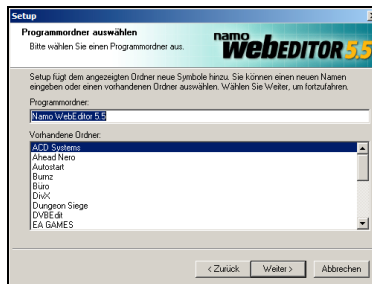 Setup
Programmordner auswählen
Bitte wählen Sie einen Programmordner aus.
namo
WebEDITOR 5.5
Setup fügt dem angezeigten Ordner neue Symbole hinzu. Sie können einen neuen Namen
eingeben oder einen vorhandenen Ordner auswählen. Wählen Sie Weiter, um fortzufahren.
Programmordner:
Namo WebEditor 5.5
Vorhandene Ordner:
ACD Systems
Ahead Nero
Autostart
Burnz
Büro
DivX
Dungeon Siege
DVBEdit
EA GAMES
< Zurück
Weiter >
Abbrechen